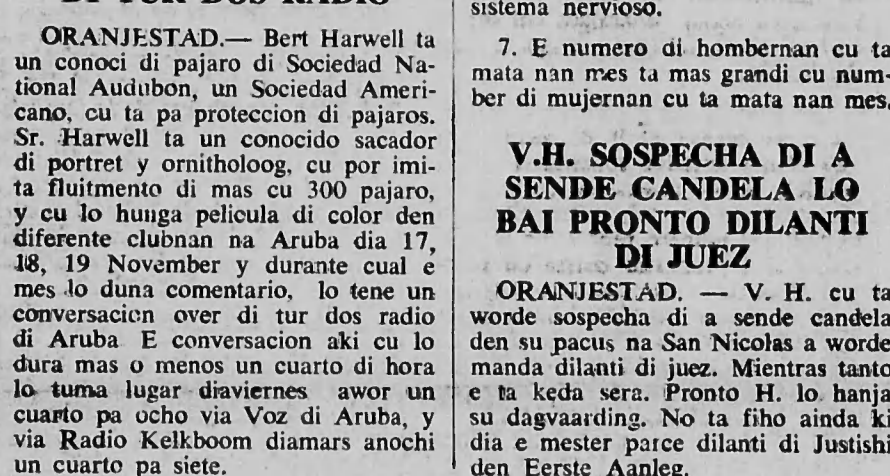 DI TUR DOS RADIO
ORANJESTAD.— Bert Harwell ta
un conoci di pajaro di Sociedad Na-
tional Audubon, un Sociedad Ameri-
cano, cu ta pa proteccion di pajaros.
Sr. Harwell ta un conocido sacador
di portret y ornitholoog, cu por imi-
ta fluitmento di mas cu 300 pajaro,
y cu lo hunga pelicula di color den
diferente clubnan na Aruba dia 17,
18, 19 November y durante cual e
mes lo duna comentario, lo tene un
conversacion over di tur dos radio
di Aruba E conversacion aki cu lo
dura mas o menos un cuarto di hora
lo tuma lugar diaviernes awor un
cuarto pa ocho via Voz di Aruba, y
via Radio Kelkboom diamars anochi
un cuarto pa siete.
sistema nervioso.
7. E numero di hombernan cu ta
mata nan mes ta mas grandi cu num-
ber di mujernan cu ta mata nan mes.
V.H. SOSPECHA DI A
SENDE CANDELA LO
BAI PRONTO DILANTI
DI JUEZ
ORANJESTAD. — V. H. cu ta
worde sospecha di a sende candela
den su pacus na San Nicolas a worde
manda dilanti di juez. Mientras tanto
e ta keda sera. Pronto H. lo hanja
su dagvaarding. No ta fiho ainda ki
dia e mester parce dilanti di Justishi
den Eerste Aanleg.